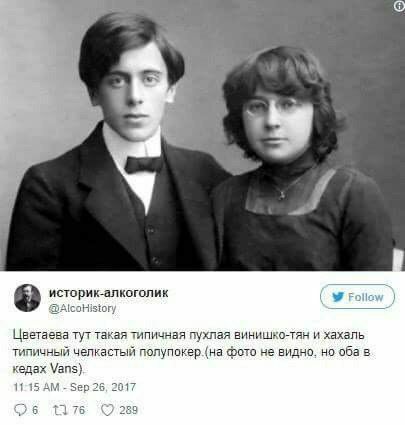 историк-алкоголик
@AlcoHistory
Follow
Цветаева тут такая типичная пухлая винишко-тян и хахаль
типичный челкастый полупокер.(на фото не видно, но оба в
кедах Vans).
11:15 AM - Sep 26, 2017
6 76 289